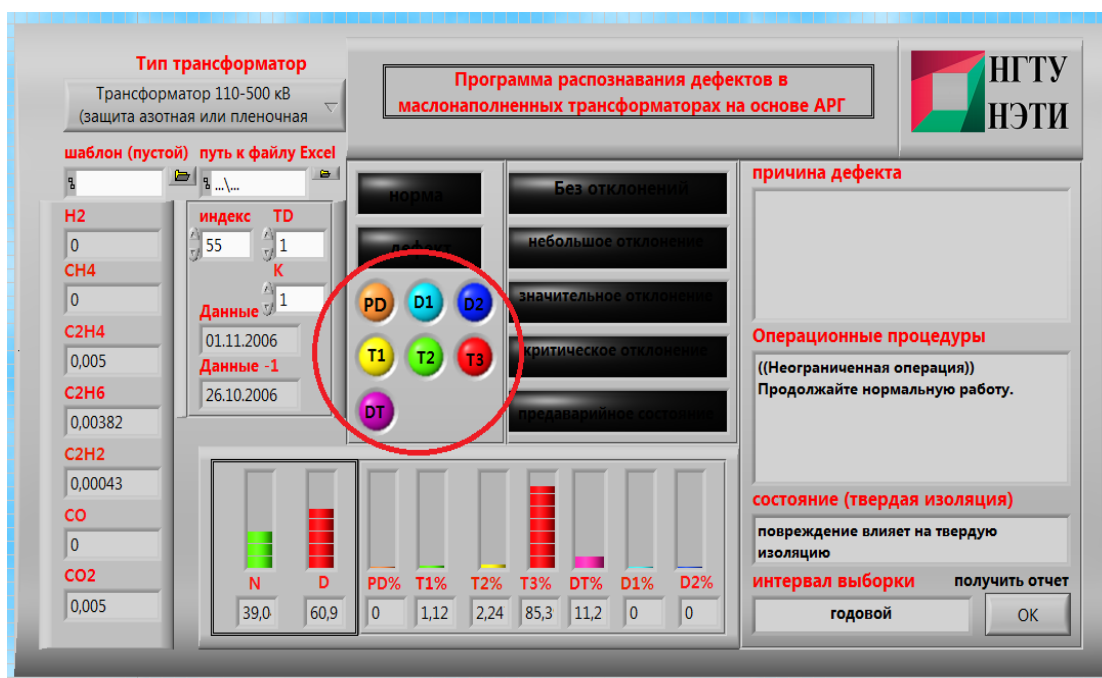 Тип трансформатор
Трансформатор 110-500 кВ
(защита азотная или пленочная
Программа распознавания дефектов в
маслонаполненных трансформаторах на основе АРГ
НГТУ
НЭТИ
шаблон (пустой)
путь к файлу Excel
...\...
H2
0
CH4
0
C2H4
0,005
C2H6
0,00382
C2H2
0,00043
CO
0
CO2
0,005
индекс
TD
55
1
K
1
Данные
01.11.2006
Данные -1
26.10.2006
норма
дефект
PD
D1
D2
T1
T2
T3
DT
Без отклонений
небольшое отклонение
значительное отклонение
критическое отклонение
предаварийное состояние
причина дефекта
Операционные процедуры
((Неограниченная операция))
Продолжайте нормальную работу.
состояние (твердая изоляция)
повреждение влияет на твердую
изоляцию
интервал выборки
получить отчет
годовой
OK
N
D
PD%
T1%
T2%
T3%
DT%
D1%
D2%
39,0
60,9
0
1,12
2,24
85,3
11,2
0
0